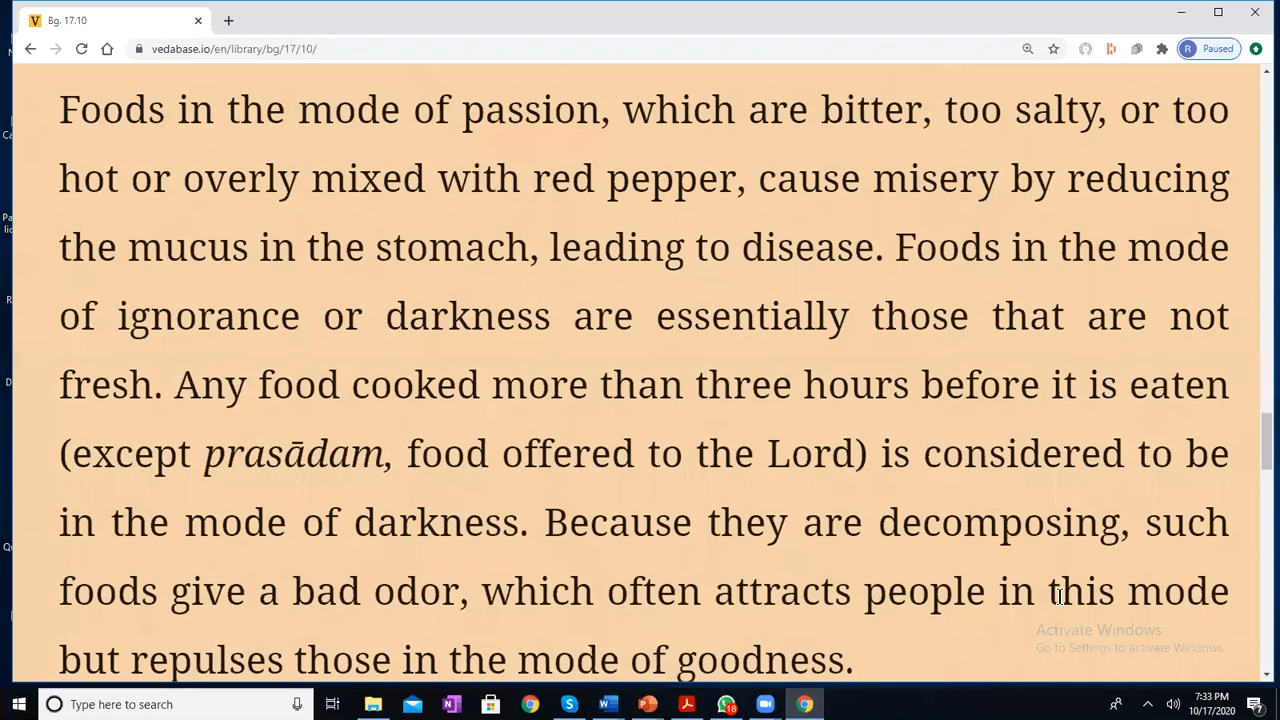 Bg. 17.10
vedabase.io/en/library/bg/17/10/
R Paused
Foods in the mode of passion, which are bitter, too salty, or too
hot or overly mixed with red pepper, cause misery by reducing
the mucus in the stomach, leading to disease. Foods in the mode
of ignorance or darkness are essentially those that are not
fresh. Any food cooked more than three hours before it is eaten
(except prasādam, food offered to the Lord) is considered to be
in the mode of darkness. Because they are decomposing, such
foods give a bad odor, which often attracts people in this mode
but repulses those in the mode of goodness.
Activate Windows
Go to Settings to activate Windows.
Type here to search
18
7:33 PM
10/17/2020
7